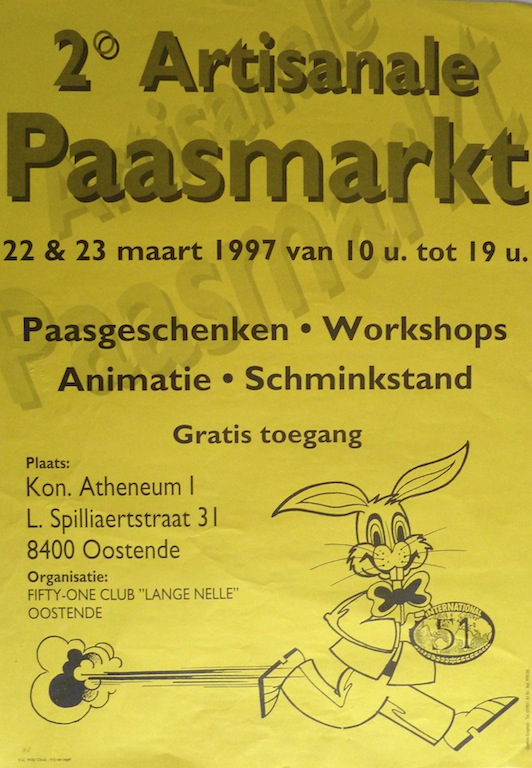 2° Artisanale
Paasmarkt
22 & 23 maart 1997 van 10 u. tot 19 u.
Paasgeschenken • Workshops
Animatie • Schminkstand
Gratis toegang
Plaats:
Kon. Atheneum I
L. Spilliaertstraat 31
8400 Oostende
Organisatie:
FIFTY-ONE CLUB "LANGE NELLE"
OOSTENDE
INTERNATIONAL
51